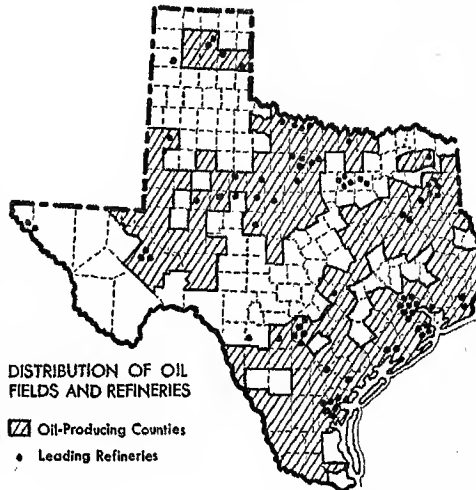 DISTRIBUTION OF OIL
FIELDS AND REFINERIES
Oil-Producing Counties
Leading Refineries